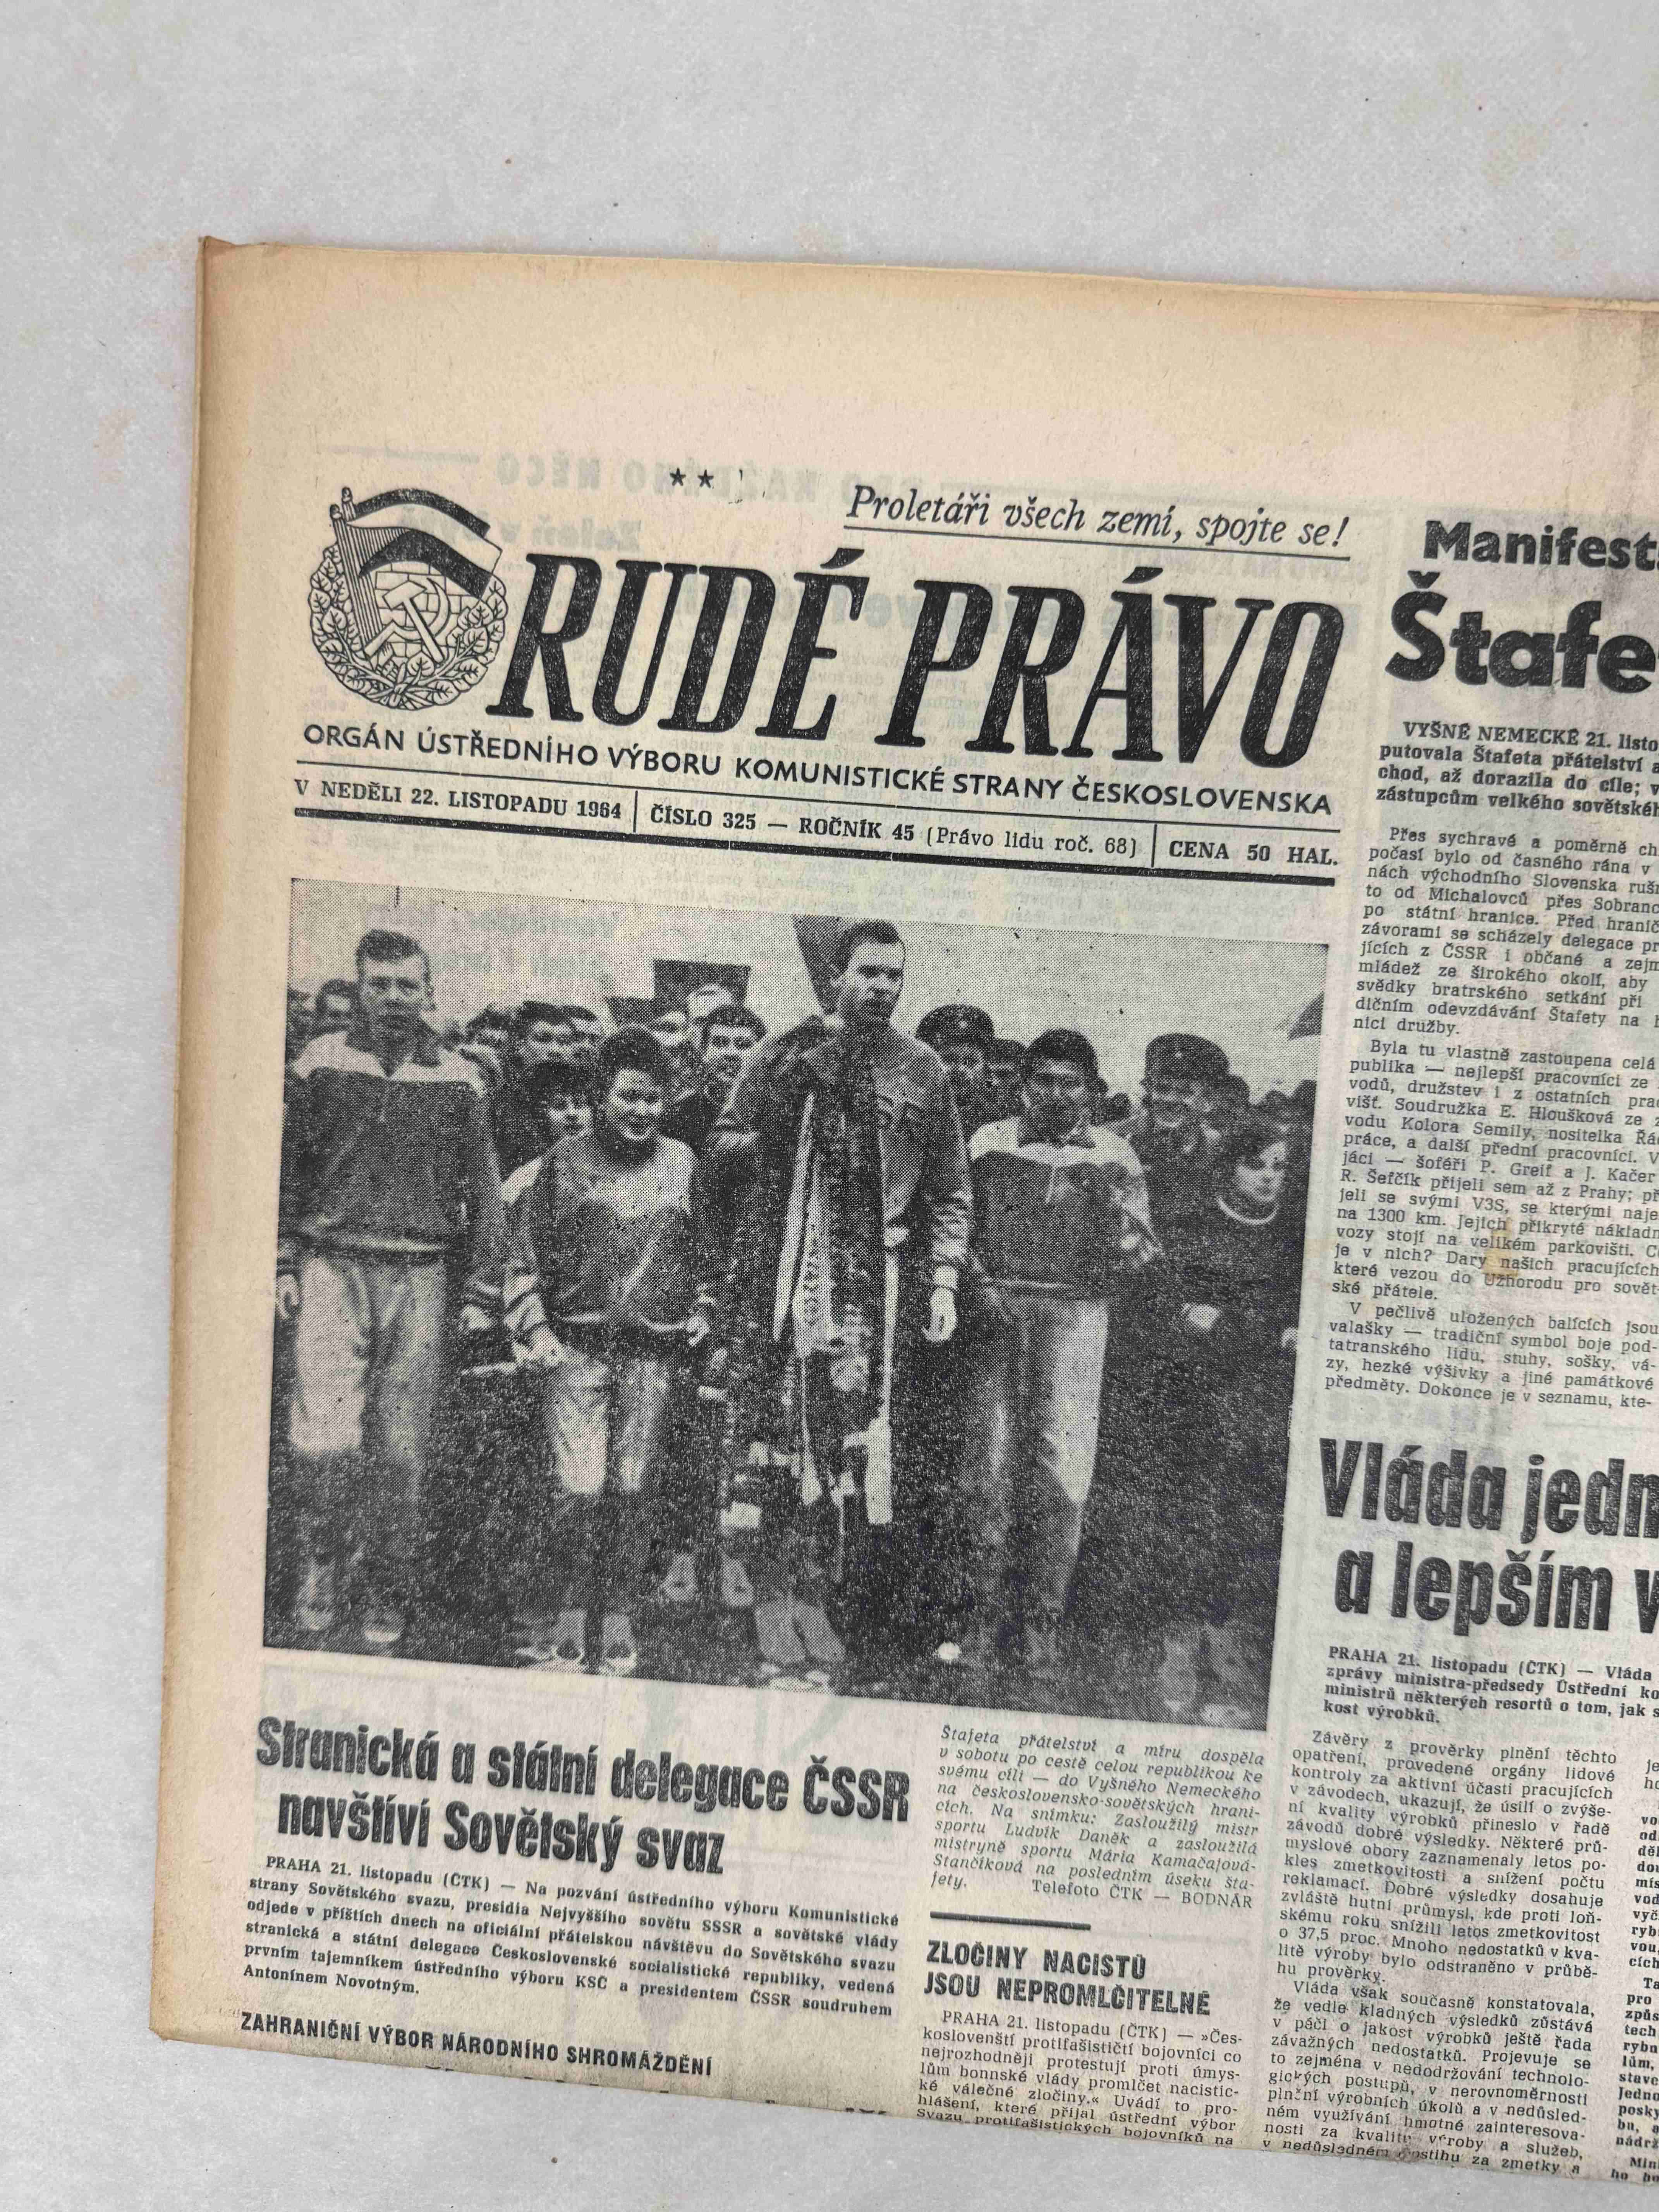 ★★
Proletáři všech zemí, spojte se!
RUDÉ PRÁVO
ORGÁN ÚSTŘEDNÍHO VÝBORU KOMUNISTICKÉ STRANY ČESKOSLOVENSKA
V NEDĚLI 22. LISTOPADU 1964 | ČÍSLO 325 — ROČNÍK 45 (Právo lidu roč. 68) | CENA 50 HAL.
Stranická a státní delegace ČSSR
navštíví Sovětský svaz
PRAHA 21. listopadu (ČTK) — Na pozvání ústředního výboru Komunistické
strany Sovětského svazu, presidia Nejvyššího sovětu SSSR a sovětské vlády
odjede v příštích dnech na oficiální přátelskou návštěvu do Sovětského svazu
stranická a státní delegace Československé socialistické republiky, vedená
prvním tajemníkem ústředního výboru KSČ a presidentem ČSSR soudruhem
Antonínem Novotným.
ZAHRANIČNÍ VÝBOR NÁRODNÍHO SHROMÁŽDĚNÍ
Štafeta přátelství a míru dospěla
v sobotu po cestě celou republikou ke
svému cíli — do Vyšného Nemeckého
na československo-sovětských hrani-
cích. Na snímku: Zasloužilý mistr
sportu Ludvík Daněk a zasloužilá
mistryně sportu Mária Kamačajová-
Stančíková na posledním úseku šta-
fety. Telefoto ČTK — BODNÁR
ZLOČINY NACISTŮ
JSOU NEPROMLČITELNÉ
PRAHA 21. listopadu (ČTK) — »Čes-
koslovenští protifašističtí bojovníci co
nejrozhodněji protestují proti úmys-
lům bonnské vlády promlčet nacistic-
ké válečné zločiny.« Uvádí to pro-
hlášení, které přijal ústřední výbor
Svazu protifašistických bojovníků na
Manifest
Štafe
VYŠNÉ NEMECKÉ 21. listo
putovala Štafeta přátelství a
chod, až dorazila do cíle; v
zástupcům velkého sovětskéh
Přes sychravé a poměrně ch
počasí bylo od časného rána v
nách východního Slovenska rušn
to od Michalovců přes Sobranc
po státní hranice. Před hranič
závorami se scházely delegace pr
jících z ČSSR i občané a zejm
mládež ze širokého okolí, aby
svědky bratrského setkání při
dičním odevzdávání Štafety na h
nici družby.
Byla tu vlastně zastoupena celá
publika — nejlepší pracovníci ze
vodů, družstev i z ostatních prac
višť. Soudružka E. Hloušková ze z
vodu Kolora Semily, nositelka Řá
práce, a další přední pracovníci. V
jáci — šoféři P. Greif a J. Kačer
R. Šefčík přijeli sem až z Prahy; př
jeli se svými V3S, se kterými naje
na 1300 km. Jejich přikryté nákladn
vozy stojí na velikém parkovišti. C
je v nich? Dary našich pracujících
které vezou do Užhorodu pro sovět-
ské přátele.
V pečlivě uložených balících jsou
valašky — tradiční symbol boje pod-
tatranského lidu, stuhy, sošky, vá-
zy, hezké výšivky a jiné památkové
předměty. Dokonce je v seznamu, kte-
Vláda jedn
a lepším v
PRAHA 21. listopadu (ČTK) — Vláda
zprávy ministra-předsedy Ústřední ko
ministrů některých resortů o tom, jak s
kost výrobků.
Závěry z prověrky plnění těchto
opatření, provedené orgány lidové
kontroly za aktivní účasti pracujících
v závodech, ukazují, že úsilí o zvýše-
ní kvality výrobků přineslo v řadě
závodů dobré výsledky. Některé prů-
myslové obory zaznamenaly letos po-
kles zmetkovitosti a snížení počtu
reklamací. Dobré výsledky dosahuje
zvláště hutní průmysl, kde proti loň-
skému roku snížili letos zmetkovitost
o 37,5 proc. Mnoho nedostatků v kva-
litě výroby bylo odstraněno v průbě-
hu prověrky.
Vláda však současně konstatovala,
že vedle kladných výsledků zůstává
v péči o jakost výrobků ještě řada
závažných nedostatků. Projevuje se
to zejména v nedodržování technolo-
gických postupů, v nerovnoměrnosti
plnění výrobních úkolů a v nedůsled-
ném využívání hmotné zainteresova-
nosti za kvalitu výroby a služeb,
v nedůsledném postihu za zmetky a